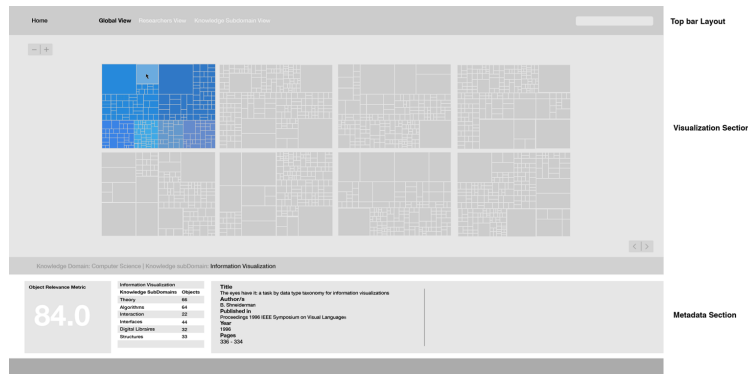 Home Global View Researchers View Knowledge Subdomain View
Top bar Layout
− | +
Visualization Section
< | >
Knowledge Domain: Computer Science | Knowledge subDomain: Information Visualization
Object Relevance Metric
84.0
Information Visualization
Knowledge SubDomains Objects
Theory 66
Algorithms 64
Interaction 22
Interfaces 44
Digital Librairies 32
Structures 33
Title
The eyes have it: a task by data type taxonomy for information visualizations
Author/s
B. Shneiderman
Published in
Proceedings 1996 IEEE Symposium on Visual Languages
Year
1996
Pages
336 - 334
Metadata Section